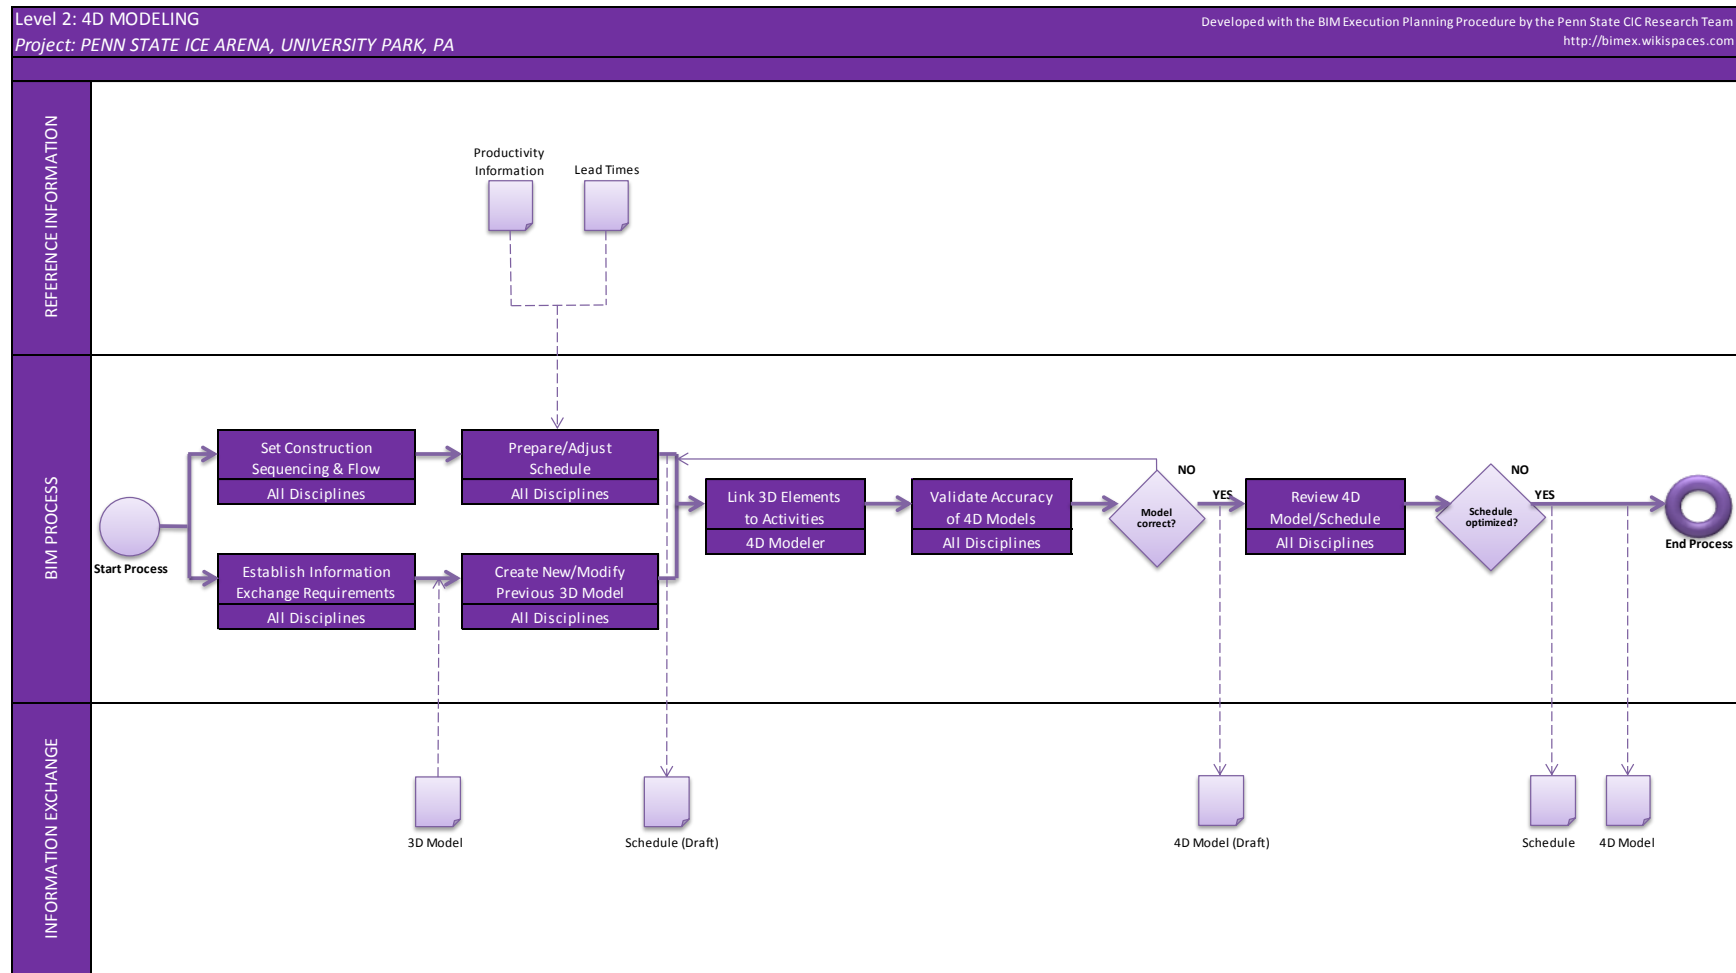 Level 2: 4D MODELING
Project: PENN STATE ICE ARENA, UNIVERSITY PARK, PA
Developed with the BIM Execution Planning Procedure by the Penn State CIC Research Team
http://bimex.wikispaces.com
REFERENCE INFORMATION
Productivity
Information
Lead Times
BIM PROCESS
Start Process
Set Construction
Sequencing & Flow
All Disciplines
Prepare/Adjust
Schedule
All Disciplines
Establish Information
Exchange Requirements
All Disciplines
Create New/Modify
Previous 3D Model
All Disciplines
Link 3D Elements
to Activities
4D Modeler
Validate Accuracy
of 4D Models
All Disciplines
Model
correct?
NO
YES
Review 4D
Model/Schedule
All Disciplines
Schedule
optimized?
NO
YES
End Process
INFORMATION EXCHANGE
3D Model
Schedule (Draft)
4D Model (Draft)
Schedule
4D Model